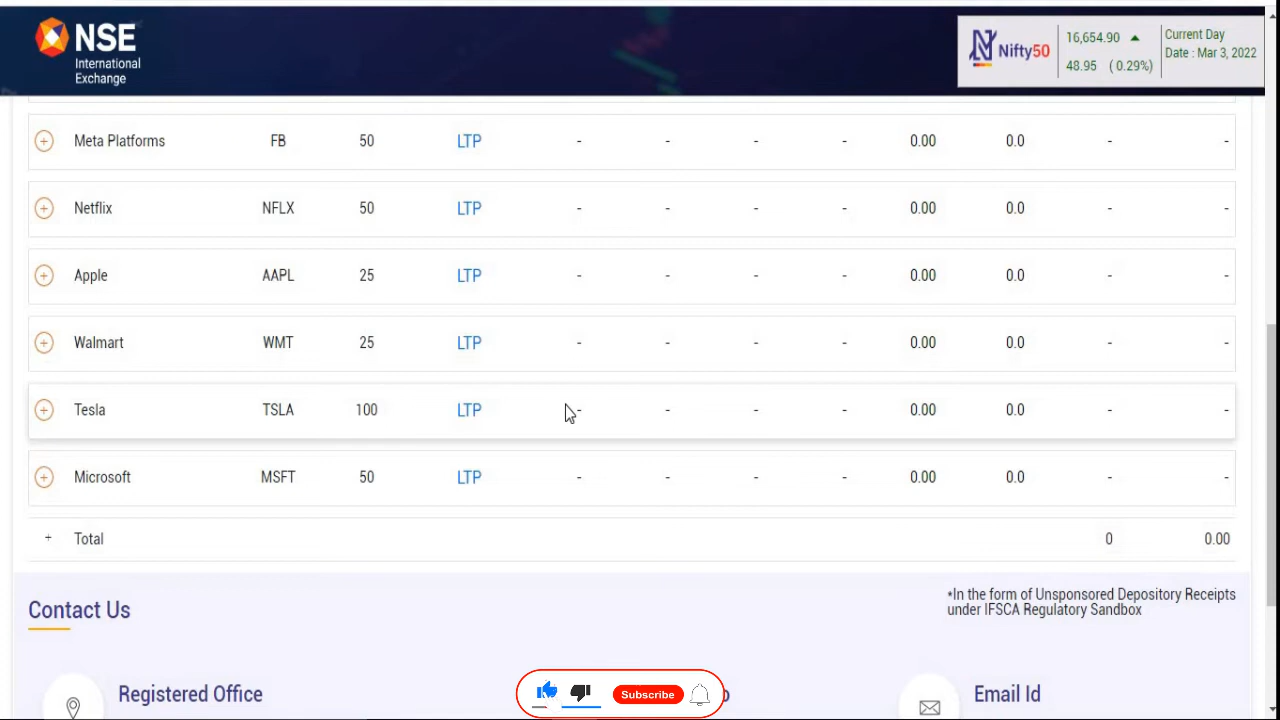 NSE
International
Exchange
Nifty50
16,654.90
48.95 ( 0.29%)
Current Day
Date : Mar 3, 2022
+ Meta Platforms FB 50 LTP - - - - 0.00 0.0 - -
+ Netflix NFLX 50 LTP - - - - 0.00 0.0 - -
+ Apple AAPL 25 LTP - - - - 0.00 0.0 - -
+ Walmart WMT 25 LTP - - - - 0.00 0.0 - -
+ Tesla TSLA 100 LTP - - - - 0.00 0.0 - -
+ Microsoft MSFT 50 LTP - - - - 0.00 0.0 - -
+ Total 0 0.00
*In the form of Unsponsored Depository Receipts
under IFSCA Regulatory Sandbox
Contact Us
Registered Office
Subscribe
Email Id